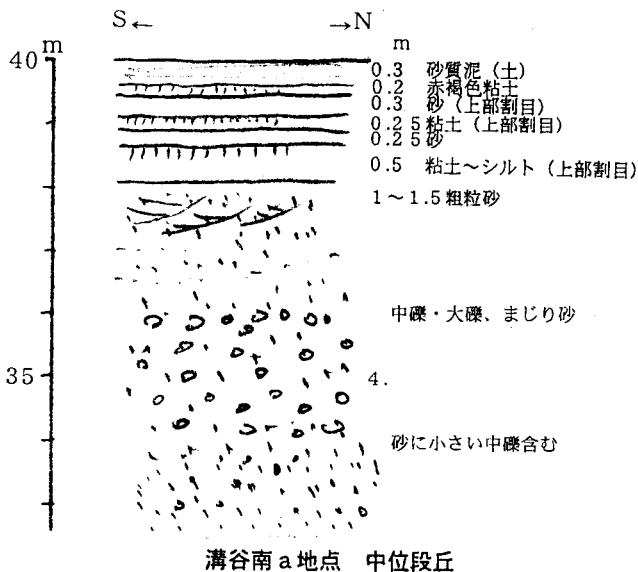 S← →N
m
40
m
0.3 砂質泥（土）
0.2 赤褐色粘土
0.3 砂（上部割目）
0.25粘土（上部割目）
0.25砂
0.5 粘土～シルト（上部割目）
1～1.5粗粒砂
中礫・大礫、まじり砂
35
4.
砂に小さい中礫含む
溝谷南a地点 中位段丘